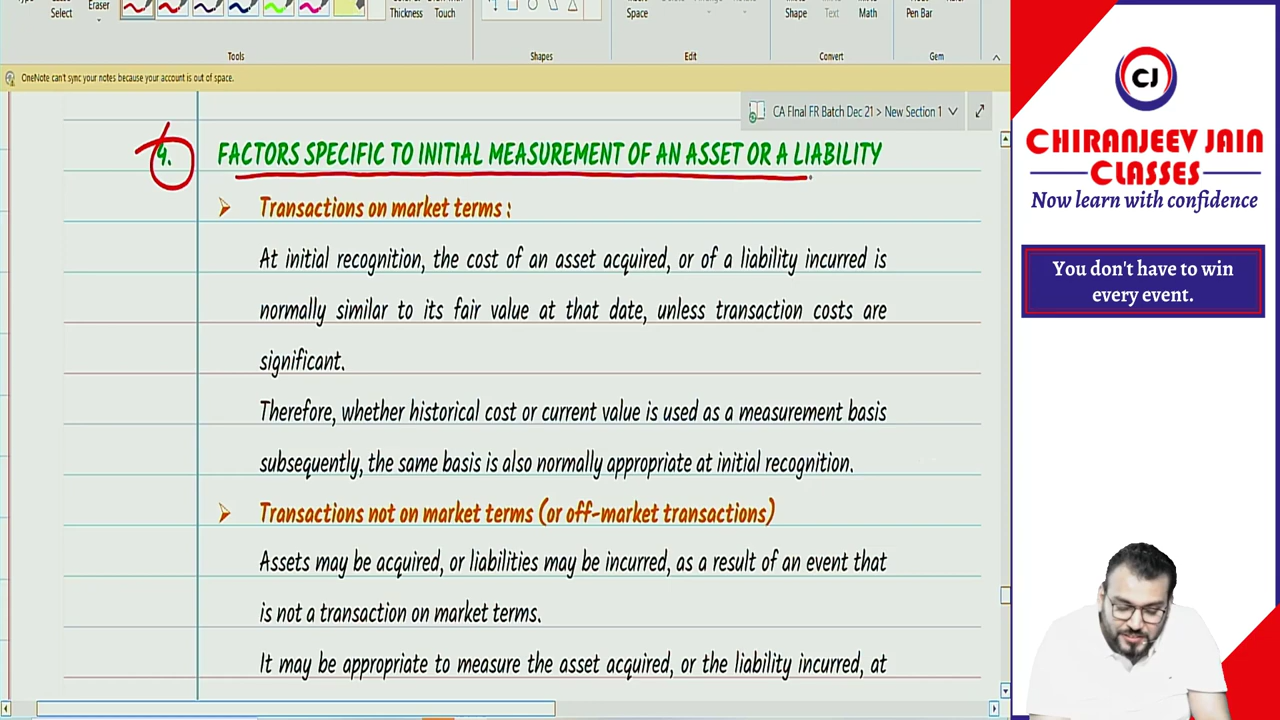 Eraser
Select
Thickness
Touch
Space
Shape
Text
Math
Pen Bar
Tools
Shapes
Edit
Convert
Gem
OneNote can't sync your notes because your account is out of space.
CA FInal FR Batch Dec 21 > New Section 1
4. FACTORS SPECIFIC TO INITIAL MEASUREMENT OF AN ASSET OR A LIABILITY
➢ Transactions on market terms :
At initial recognition, the cost of an asset acquired, or of a liability incurred is
normally similar to its fair value at that date, unless transaction costs are
significant.
Therefore, whether historical cost or current value is used as a measurement basis
subsequently, the same basis is also normally appropriate at initial recognition.
➢ Transactions not on market terms (or off-market transactions)
Assets may be acquired, or liabilities may be incurred, as a result of an event that
is not a transaction on market terms.
It may be appropriate to measure the asset acquired, or the liability incurred, at
CJ
CHIRANJEEV JAIN
CLASSES
Now learn with confidence
You don't have to win
every event.